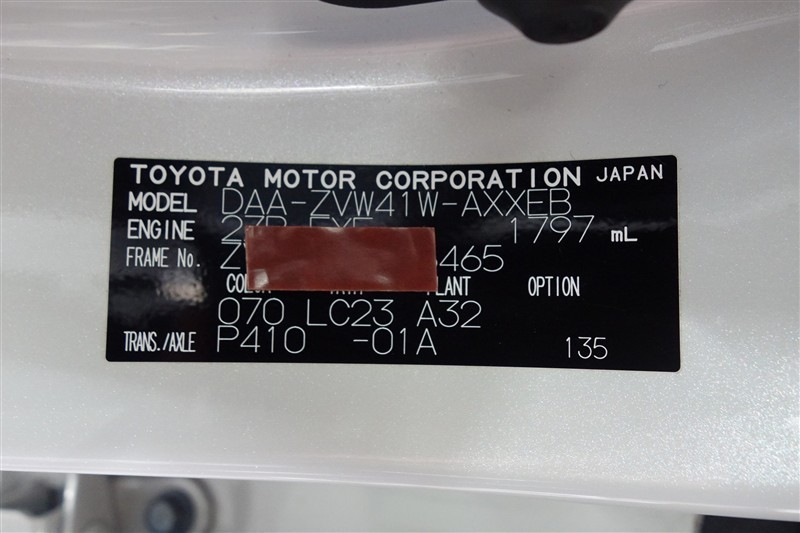 TOYOTA MOTOR CORPORATION JAPAN
MODEL DAA-ZVW41W-AXXEB
ENGINE 1797 mL
FRAME No. 465
OPTION
070 LC23 A32
TRANS./AXLE P410 -01A 135